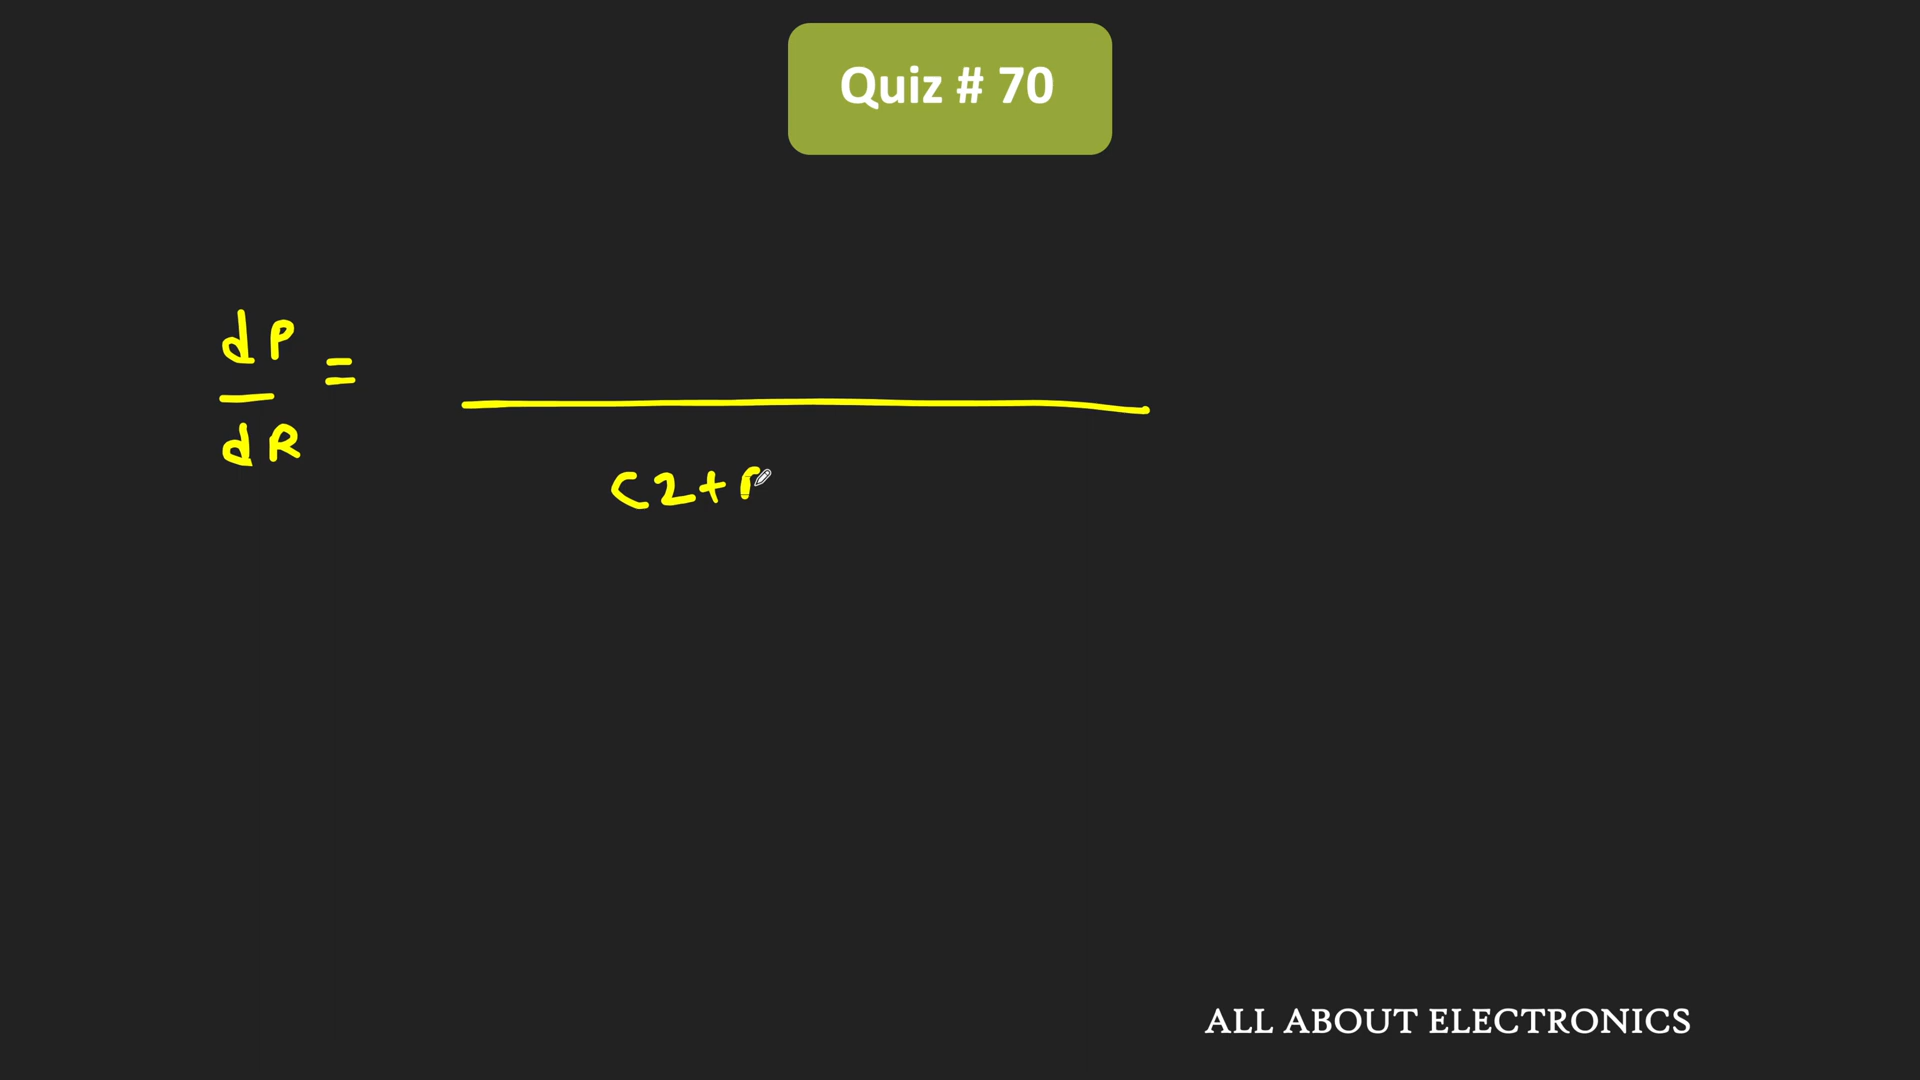 Quiz # 70
dP
=
dR
(2+
ALL ABOUT ELECTRONICS